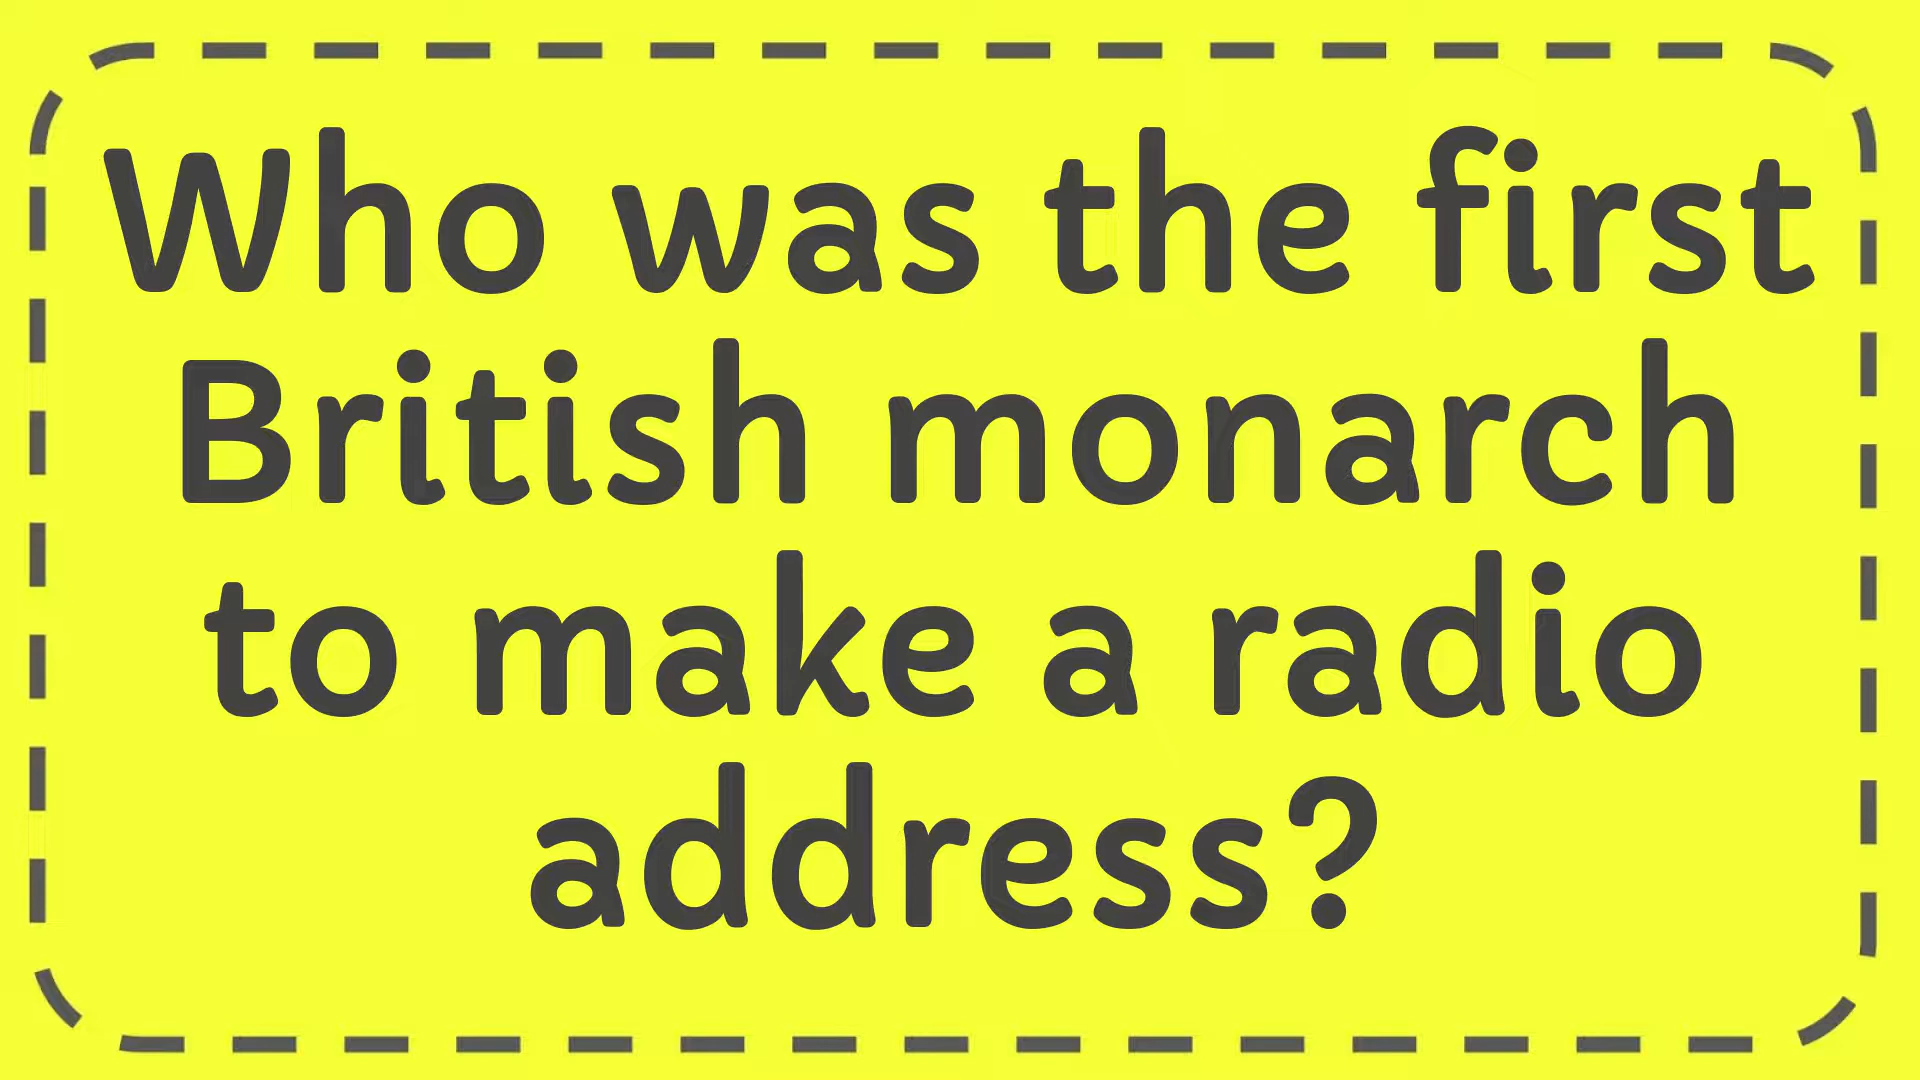 Who was the first
British monarch
to make a radio
address?